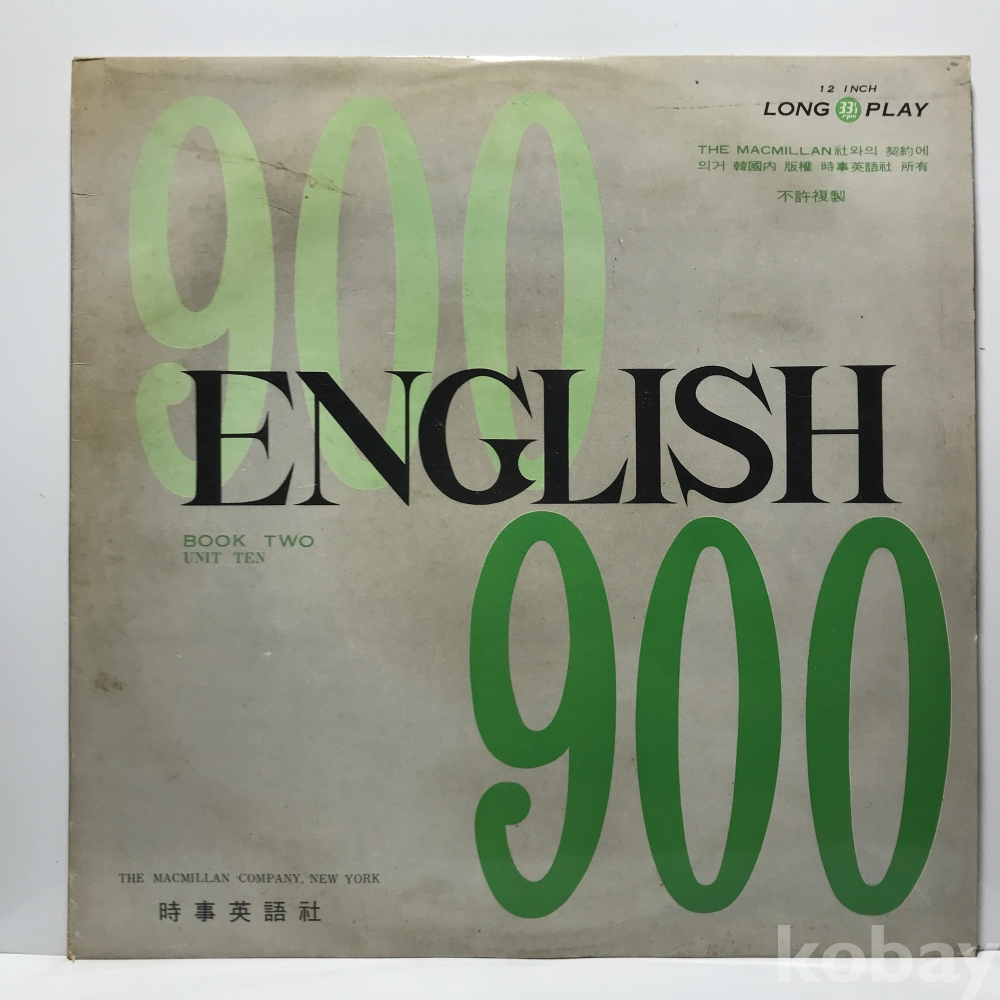 12 INCH
LONG 33⅓ rpm PLAY
THE MACMILLAN社와의 契約에
의거 韓國內 版權 時事英語社 所有
不許複製
900
ENGLISH
BOOK TWO
UNIT TEN
900
THE MACMILLAN COMPANY, NEW YORK
時事英語社
kobay